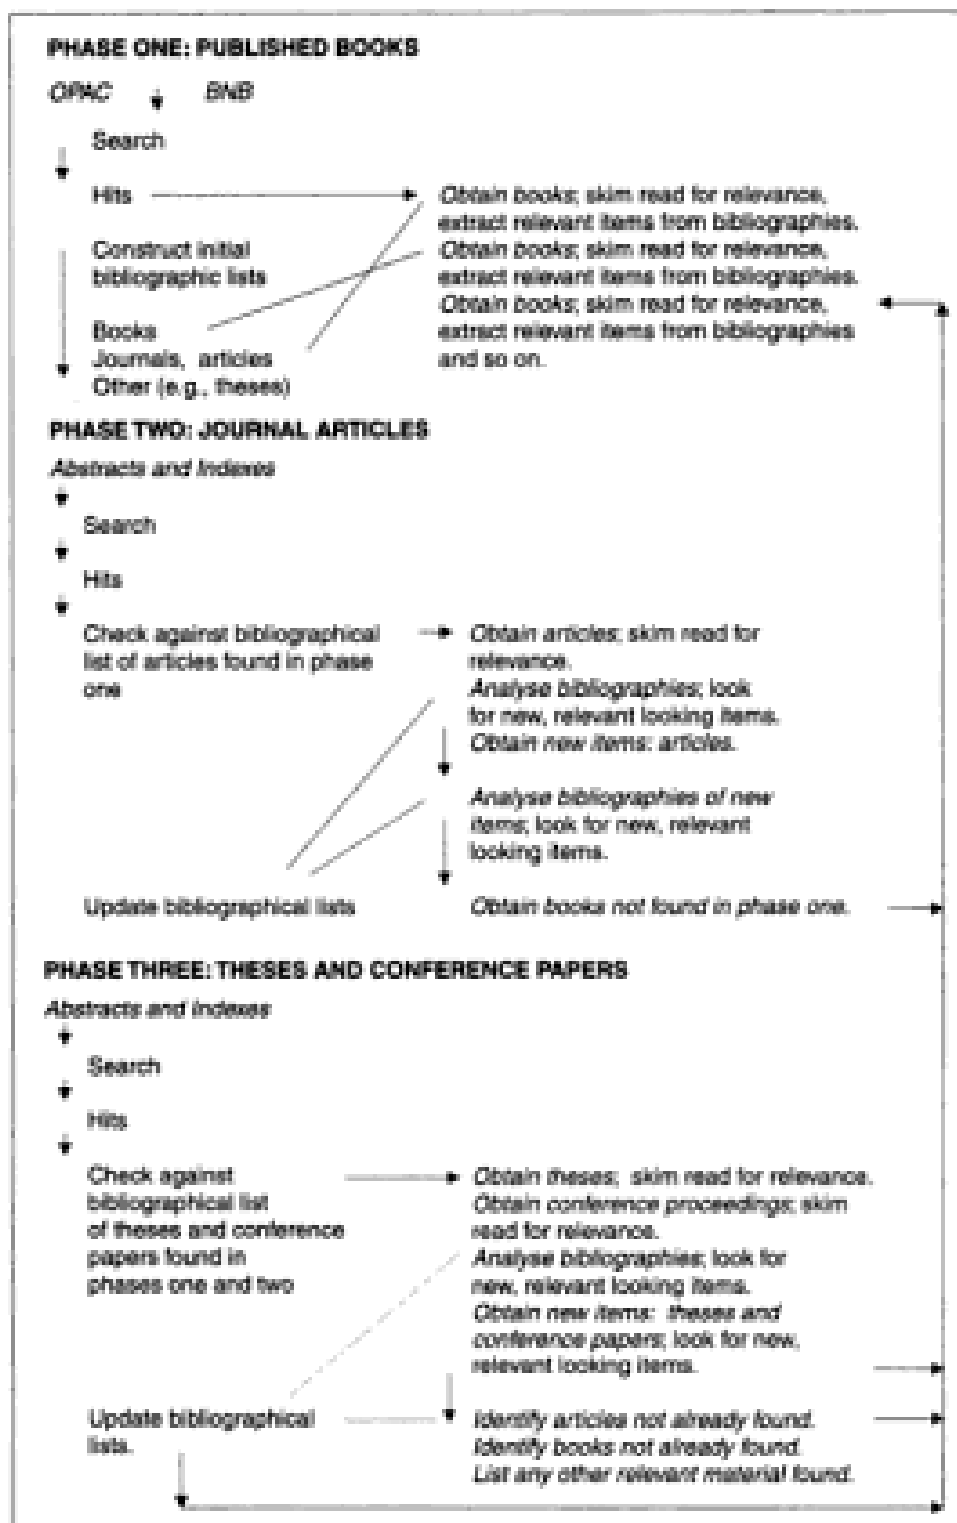 PHASE ONE: PUBLISHED BOOKS
OPAC BNB
Search
Hits
Obtain books; skim read for relevance,
extract relevant items from bibliographies.
Construct initial
bibliographic lists
Obtain books; skim read for relevance,
extract relevant items from bibliographies.
Obtain books; skim read for relevance,
extract relevant items from bibliographies
and so on.
Books
Journals, articles
Other (e.g., theses)
PHASE TWO: JOURNAL ARTICLES
Abstracts and Indexes
Search
Hits
Check against bibliographical
list of articles found in phase
one
Obtain articles; skim read for
relevance.
Analyse bibliographies; look
for new, relevant looking items.
Obtain new items: articles.
Analyse bibliographies of new
items; look for new, relevant
looking items.
Update bibliographical lists
Obtain books not found in phase one.
PHASE THREE: THESES AND CONFERENCE PAPERS
Abstracts and Indexes
Search
Hits
Check against
bibliographical list
of theses and conference
papers found in
phases one and two
Obtain theses; skim read for relevance.
Obtain conference proceedings; skim
read for relevance.
Analyse bibliographies; look for
new, relevant looking items.
Obtain new items: theses and
conference papers; look for new,
relevant looking items.
Update bibliographical
lists.
Identify articles not already found.
Identify books not already found.
List any other relevant material found.